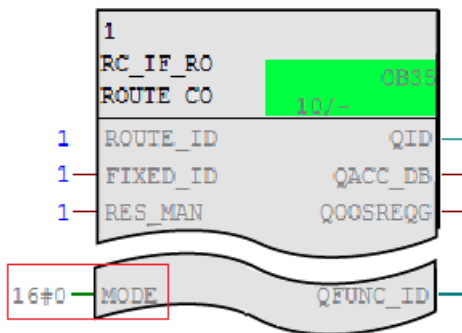 1
RC_IF_RO
ROUTE CO
OB35
10/-
1 ROUTE_ID QID
1 FIXED_ID QACC_DB
1 RES_MAN QOOSREQG
16#0 MODE QFUNC_ID